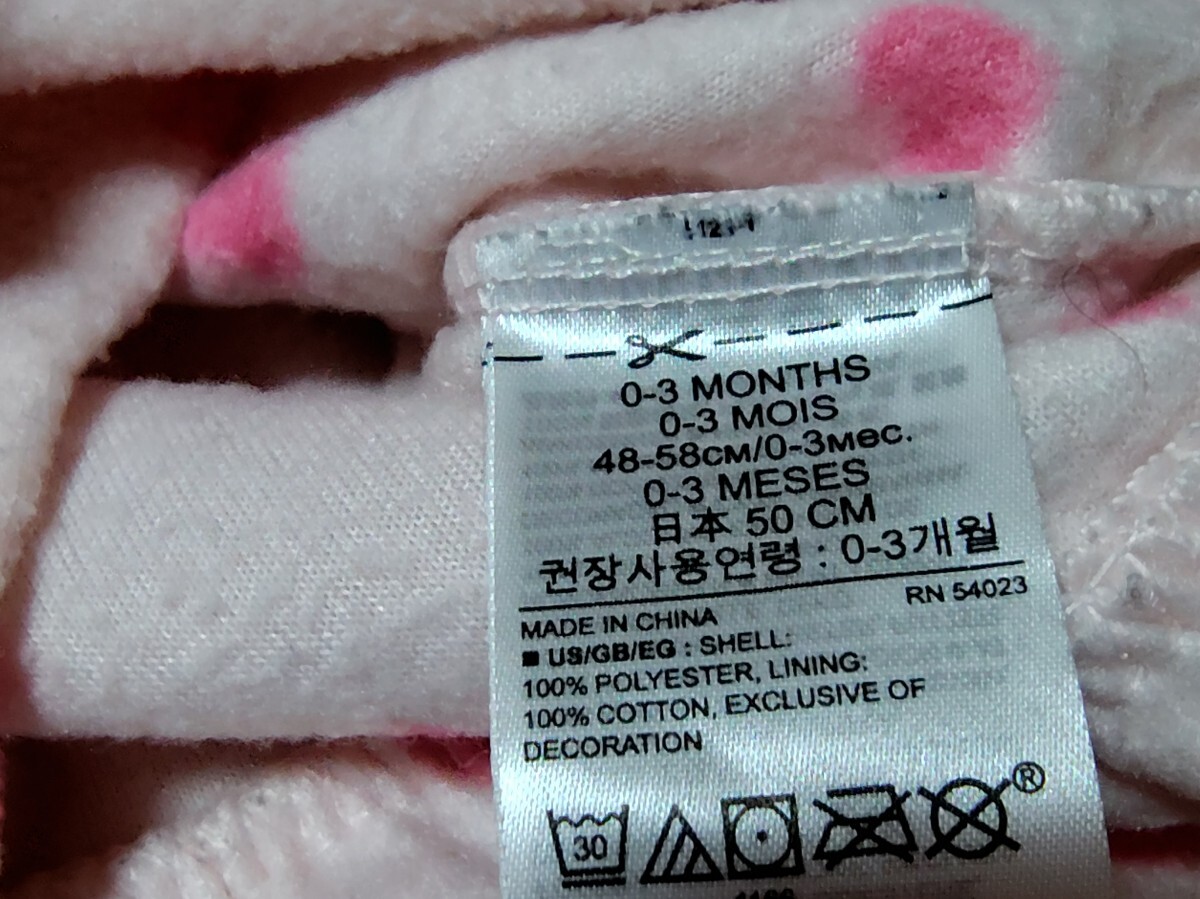 0-3 MONTHS
0-3 MOIS
48-58см/0-3мес.
0-3 MESES
日本 50 CM
권장사용연령 : 0-3개월
RN 54023
MADE IN CHINA
■ US/GB/EG : SHELL:
100% POLYESTER, LINING:
100% COTTON, EXCLUSIVE OF
DECORATION
30
®